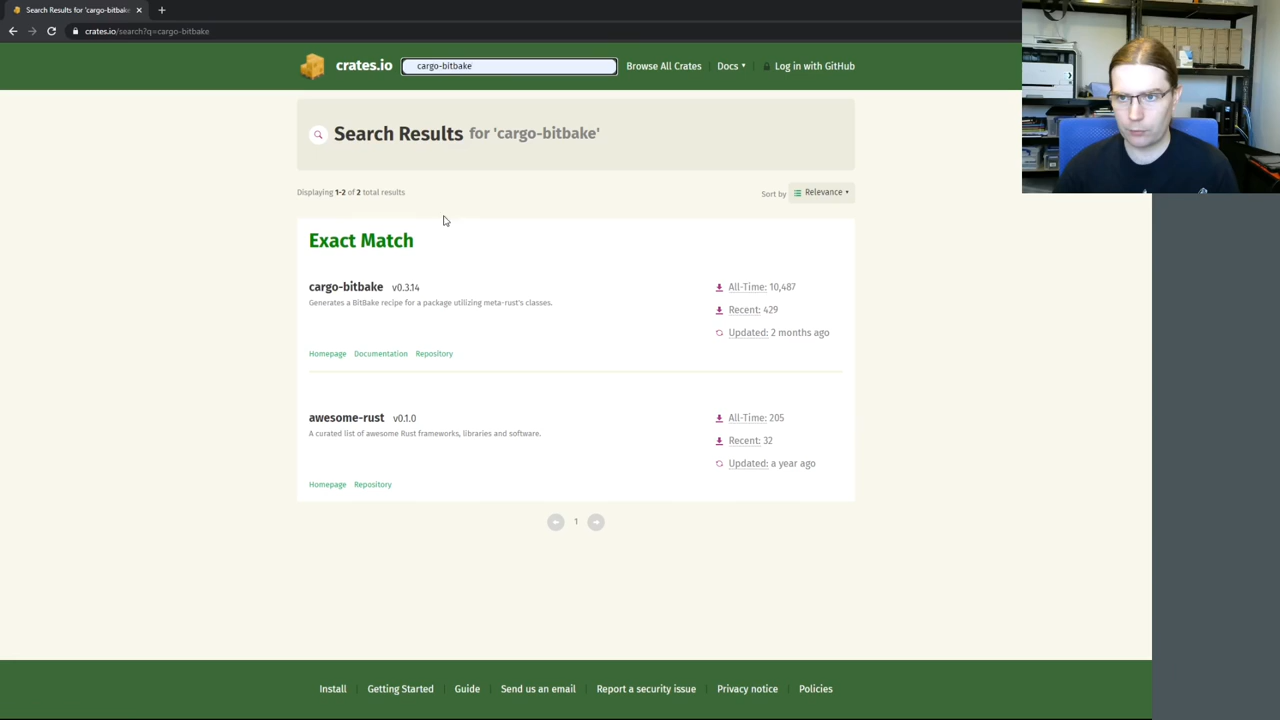 Search Results for 'cargo-bitbake
crates.io/search?q=cargo-bitbake
crates.io
cargo-bitbake
Browse All Crates
Docs
Log in with GitHub
Search Results for 'cargo-bitbake'
Displaying 1-2 of 2 total results
Sort by
Relevance
Exact Match
cargo-bitbake v0.3.14
Generates a BitBake recipe for a package utilizing meta-rust's classes.
All-Time: 10,487
Recent: 429
Updated: 2 months ago
Homepage Documentation Repository
awesome-rust v0.1.0
A curated list of awesome Rust frameworks, libraries and software.
All-Time: 205
Recent: 32
Updated: a year ago
Homepage Repository
1
Install
Getting Started
Guide
Send us an email
Report a security issue
Privacy notice
Policies